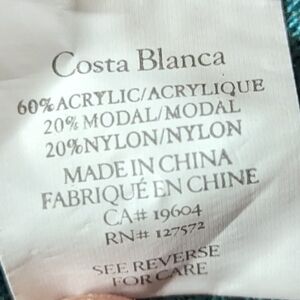 Costa Blanca
60% ACRYLIC/ACRYLIQUE
20% MODAL/MODAL
20% NYLON/NYLON
MADE IN CHINA
FABRIQUÉ EN CHINE
CA# 19604
RN# 127572
SEE REVERSE
FOR CARE